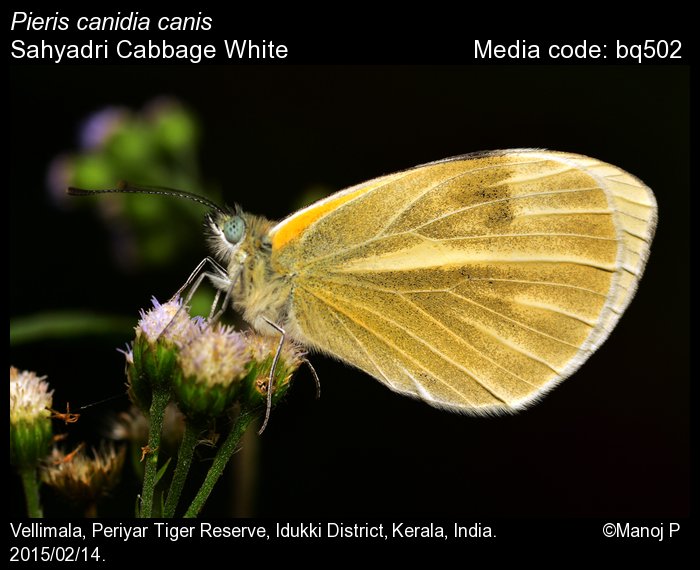 Pieris canidia canis
Sahyadri Cabbage White Media code: bq502
Vellimala, Periyar Tiger Reserve, Idukki District, Kerala, India. ©Manoj P
2015/02/14.